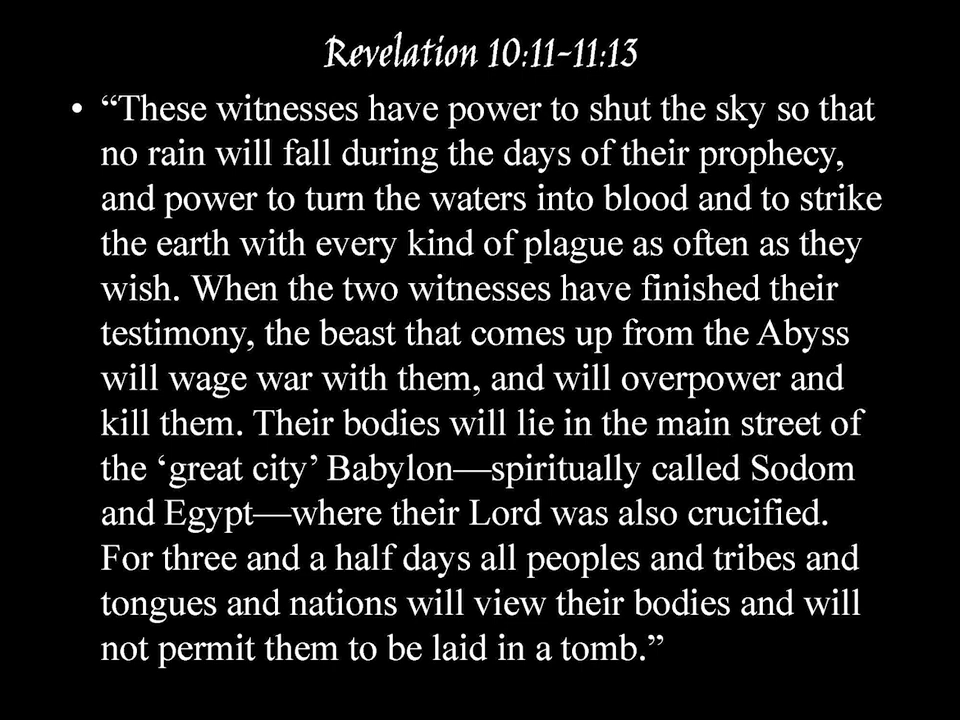 Revelation 10:11-11:13
• “These witnesses have power to shut the sky so that
no rain will fall during the days of their prophecy,
and power to turn the waters into blood and to strike
the earth with every kind of plague as often as they
wish. When the two witnesses have finished their
testimony, the beast that comes up from the Abyss
will wage war with them, and will overpower and
kill them. Their bodies will lie in the main street of
the ‘great city’ Babylon—spiritually called Sodom
and Egypt—where their Lord was also crucified.
For three and a half days all peoples and tribes and
tongues and nations will view their bodies and will
not permit them to be laid in a tomb.”